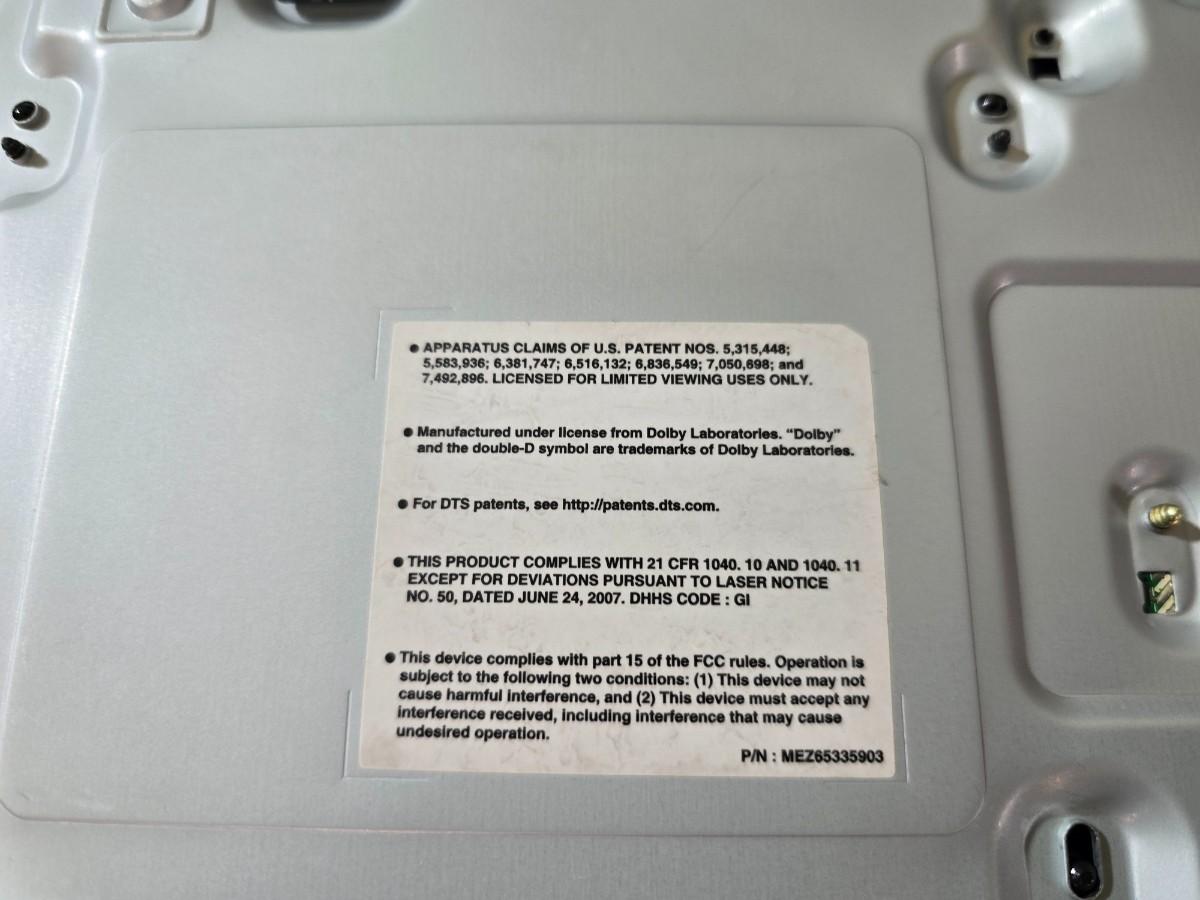 ● APPARATUS CLAIMS OF U.S. PATENT NOS. 5,315,448;
5,583,936; 6,381,747; 6,516,132; 6,836,549; 7,050,698; and
7,492,896. LICENSED FOR LIMITED VIEWING USES ONLY.
● Manufactured under license from Dolby Laboratories. “Dolby”
and the double-D symbol are trademarks of Dolby Laboratories.
● For DTS patents, see http://patents.dts.com.
● THIS PRODUCT COMPLIES WITH 21 CFR 1040. 10 AND 1040. 11
EXCEPT FOR DEVIATIONS PURSUANT TO LASER NOTICE
NO. 50, DATED JUNE 24, 2007. DHHS CODE : GI
● This device complies with part 15 of the FCC rules. Operation is
subject to the following two conditions: (1) This device may not
cause harmful interference, and (2) This device must accept any
interference received, including interference that may cause
undesired operation.
P/N : MEZ65335903